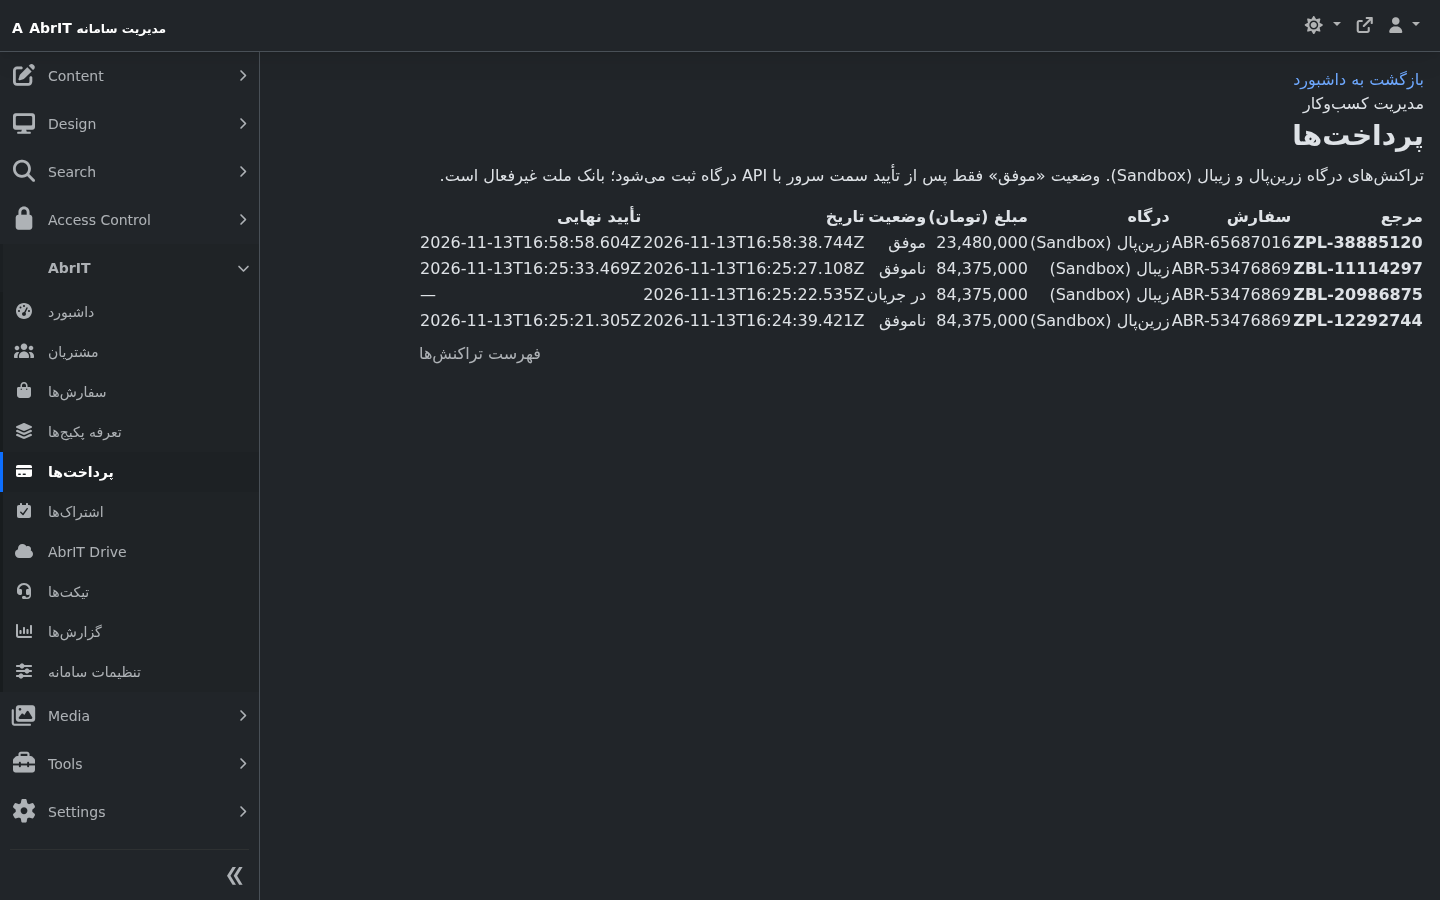 A AbrIT مدیریت سامانه
Content
Design
Search
Access Control
AbrIT
داشبورد
مشتریان
سفارش‌ها
تعرفه پکیج‌ها
پرداخت‌ها
اشتراک‌ها
AbrIT Drive
تیکت‌ها
گزارش‌ها
تنظیمات سامانه
Media
Tools
Settings
بازگشت به داشبورد
مدیریت کسب‌وکار
پرداخت‌ها
تراکنش‌های درگاه زرین‌پال و زیبال (Sandbox). وضعیت «موفق» فقط پس از تأیید سمت سرور با API درگاه ثبت می‌شود؛ بانک ملت غیرفعال است.
مرجع سفارش درگاه مبلغ (تومان) وضعیت تاریخ تأیید نهایی
ZPL-38885120 ABR-65687016 زرین‌پال (Sandbox) 23,480,000 موفق 2026-11-13T16:58:38.744Z 2026-11-13T16:58:58.604Z
ZBL-11114297 ABR-53476869 زیبال (Sandbox) 84,375,000 ناموفق 2026-11-13T16:25:27.108Z 2026-11-13T16:25:33.469Z
ZBL-20986875 ABR-53476869 زیبال (Sandbox) 84,375,000 در جریان 2026-11-13T16:25:22.535Z —
ZPL-12292744 ABR-53476869 زرین‌پال (Sandbox) 84,375,000 ناموفق 2026-11-13T16:24:39.421Z 2026-11-13T16:25:21.305Z
فهرست تراکنش‌ها